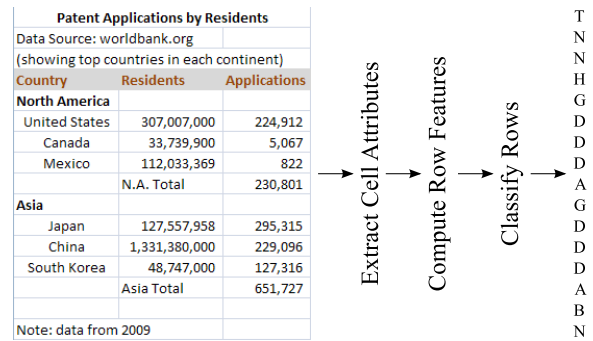 Patent Applications by Residents
Data Source: worldbank.org
(showing top countries in each continent)
Country Residents Applications
North America
United States 307,007,000 224,912
Canada 33,739,900 5,067
Mexico 112,033,369 822
N.A. Total 230,801
Asia
Japan 127,557,958 295,315
China 1,331,380,000 229,096
South Korea 48,747,000 127,316
Asia Total 651,727
Note: data from 2009
Extract Cell Attributes
Compute Row Features
Classify Rows
T
N
N
H
G
D
D
D
A
G
D
D
D
A
B
N